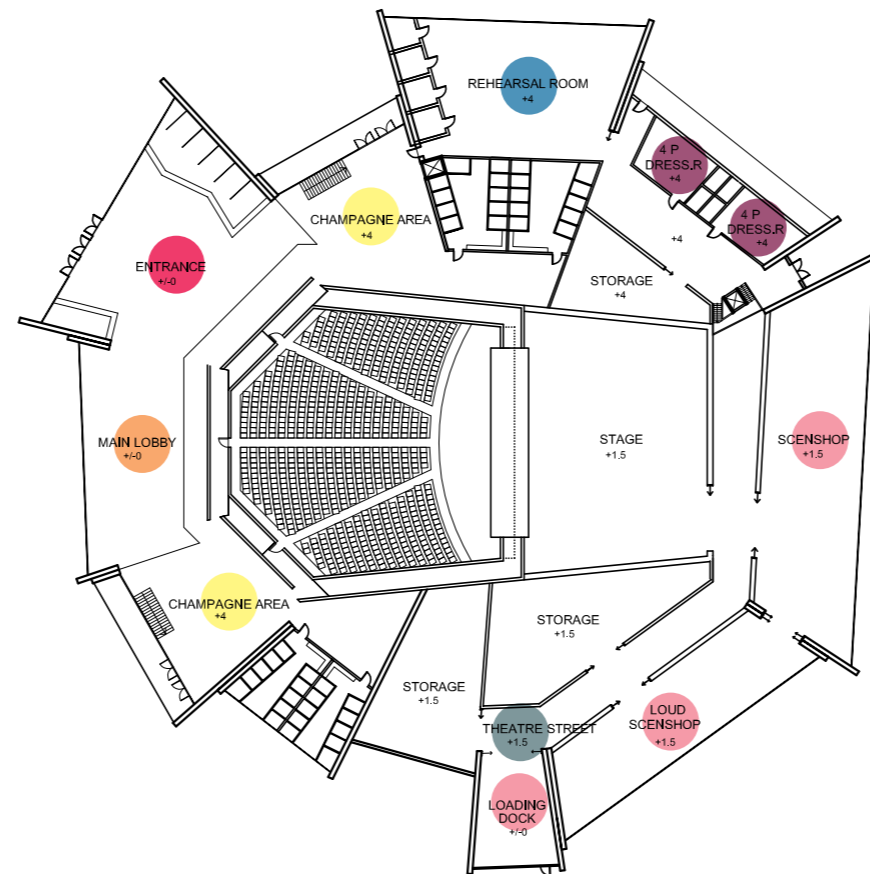 REHEARSAL ROOM
+4
4 P
DRESS.R
+4
4 P
DRESS.R
+4
CHAMPAGNE AREA
+4
+4
ENTRANCE
+/-0
STORAGE
+4
MAIN LOBBY
+/-0
STAGE
+1.5
SCENSHOP
+1.5
CHAMPAGNE AREA
+4
STORAGE
+1.5
STORAGE
+1.5
LOUD
SCENSHOP
+1.5
THEATRE STREET
+1.5
LOADING
DOCK
+/-0